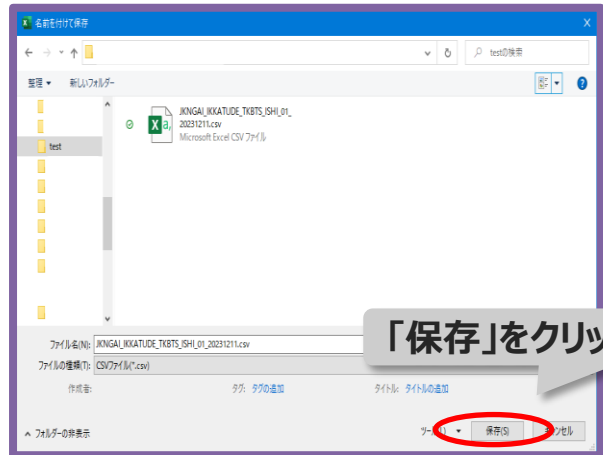 名前を付けて保存
testの検索
整理 新しいフォルダー
test
JKNGAI_IKKATUDE_TKBTS_ISHI_01_
20231211.csv
Microsoft Excel CSV ファイル
ファイル名(N): JKNGAI_IKKATUDE_TKBTS_ISHI_01_20231211.csv
ファイルの種類(T): CSVファイル(*.csv)
「保存」をクリッ
作成者: タグ: タグの追加 タイトル: タイトルの追加
フォルダーの非表示 保存(S)